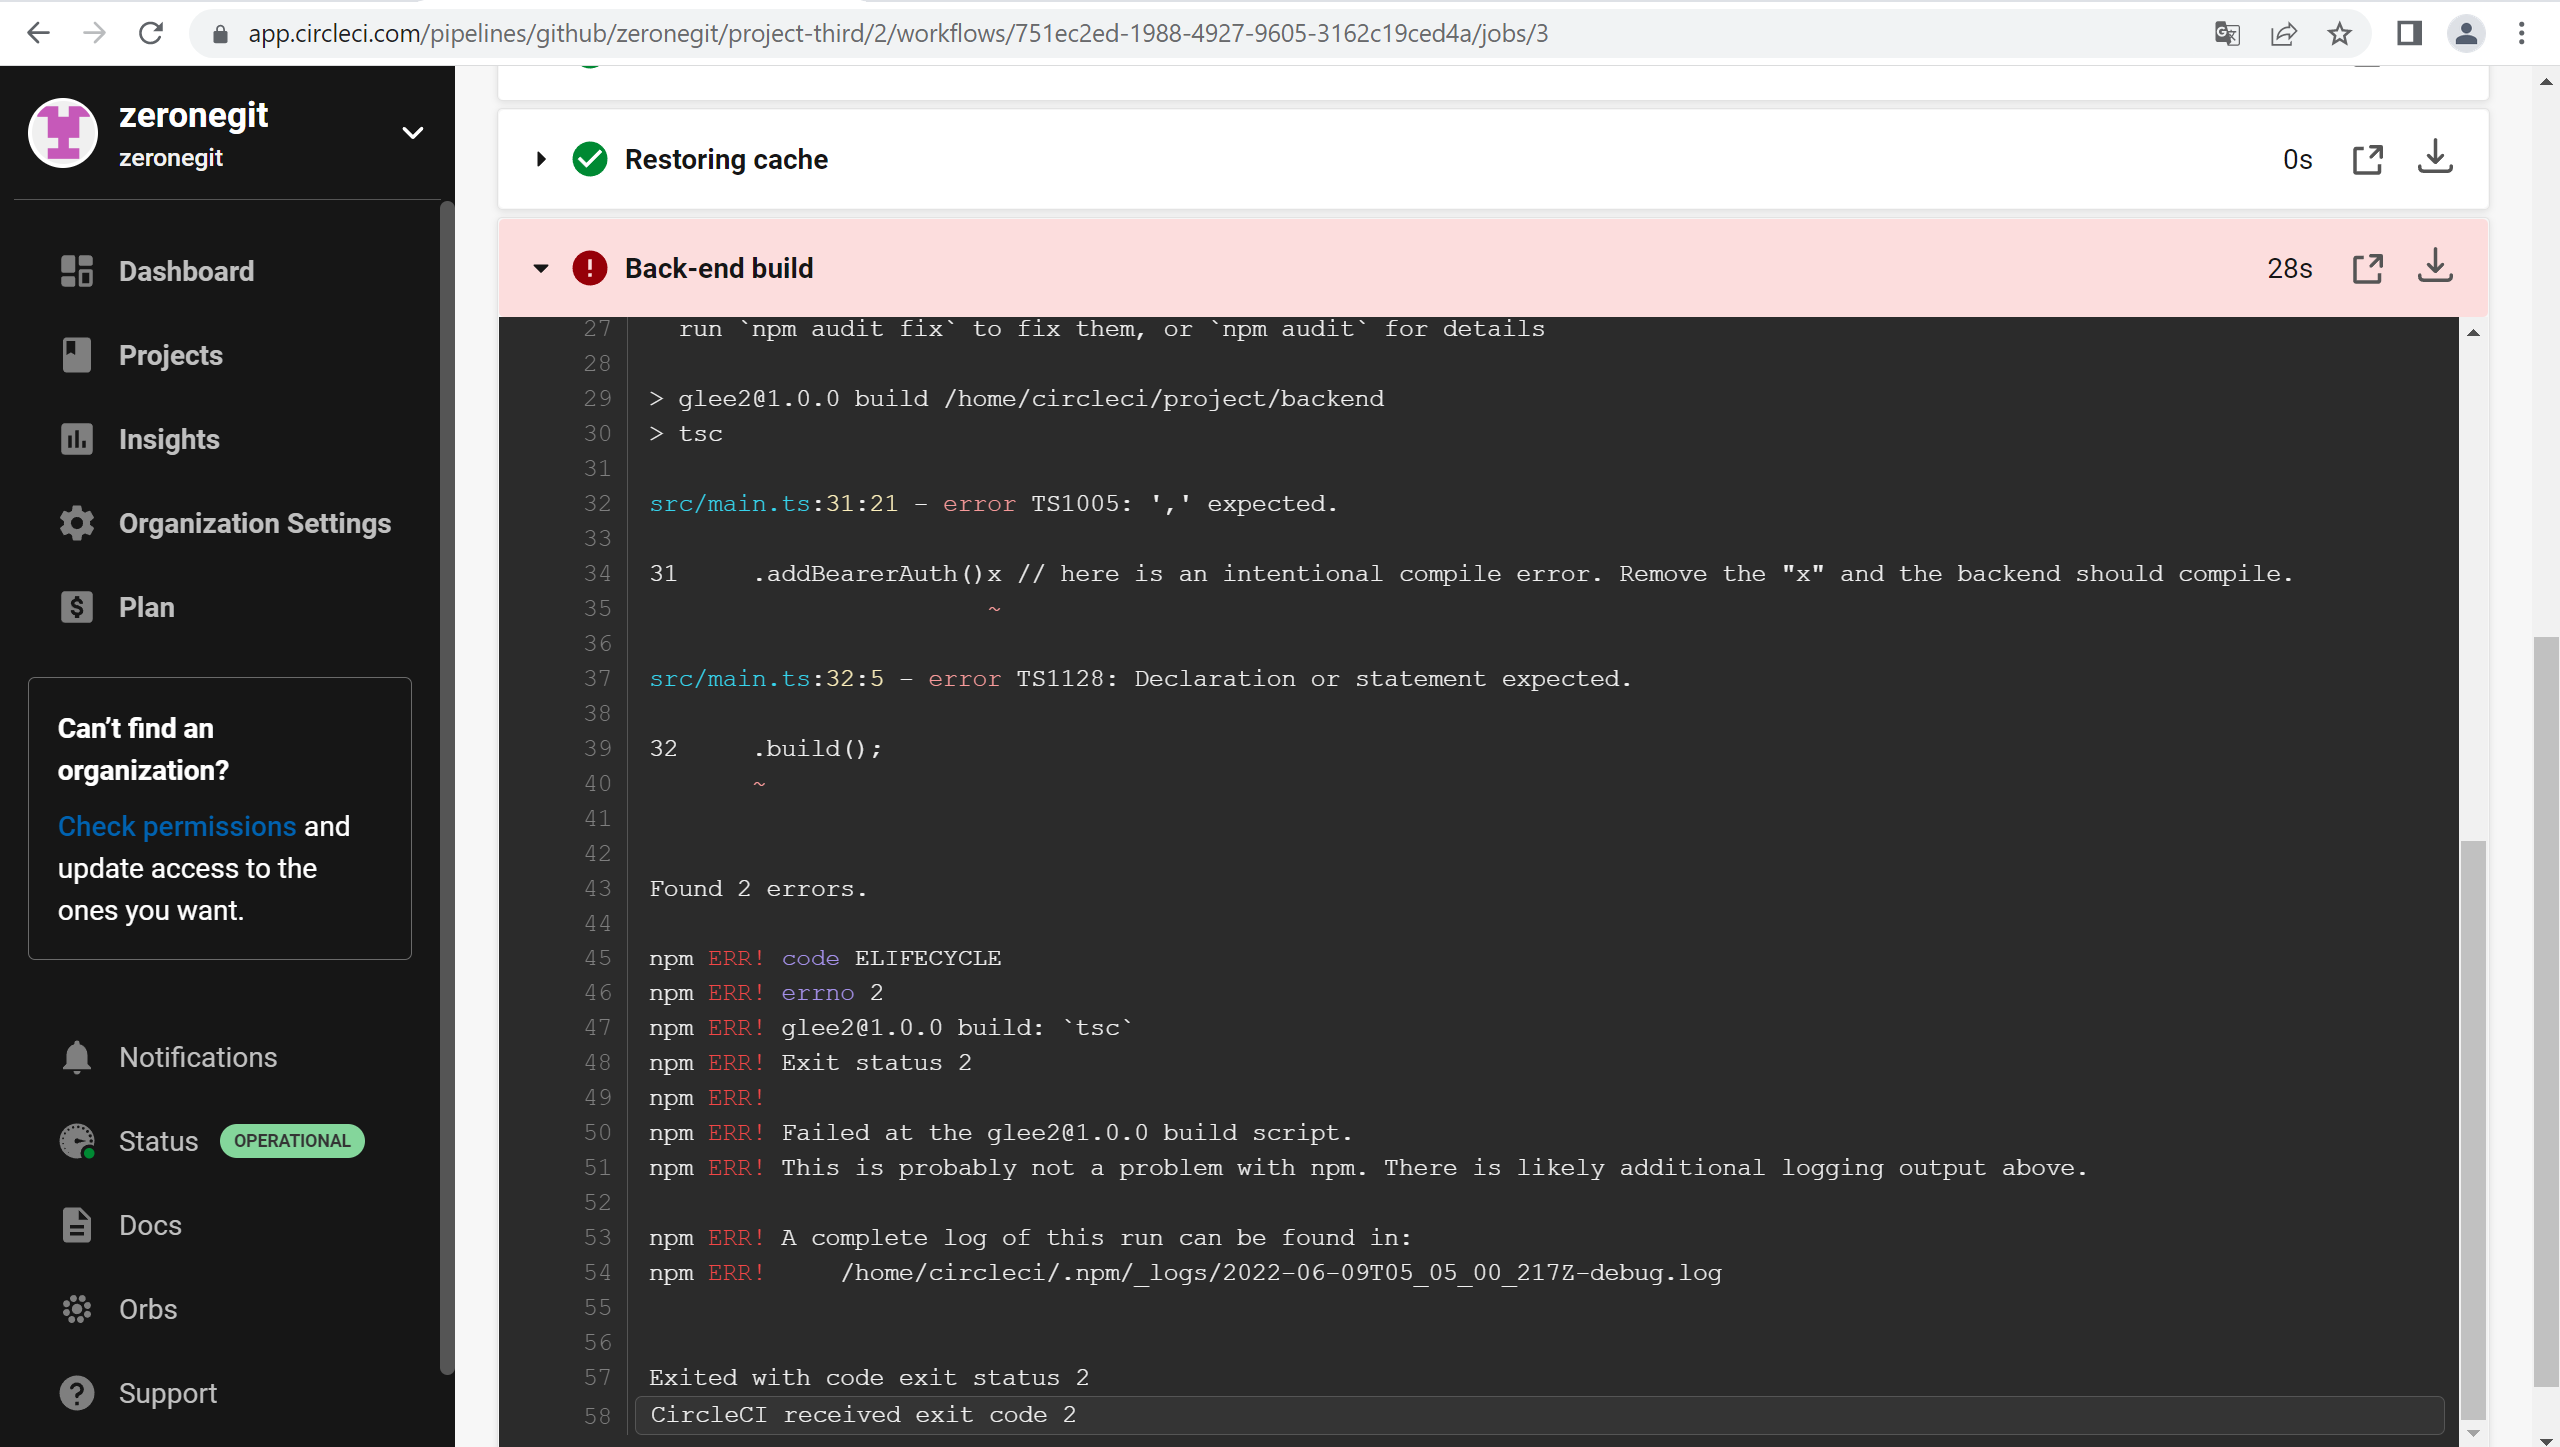 app.circleci.com/pipelines/github/zeronegit/project-third/2/workflows/751ec2ed-1988-4927-9605-3162c19ced4a/jobs/3
zeronegit
zeronegit
Dashboard
Projects
Insights
Organization Settings
Plan
Can’t find an
organization?
Check permissions and
update access to the
ones you want.
Notifications
Status OPERATIONAL
Docs
Orbs
Support
Restoring cache 0s
Back-end build 28s
27 run `npm audit fix` to fix them, or `npm audit` for details
28
29 > glee2@1.0.0 build /home/circleci/project/backend
30 > tsc
31
32 src/main.ts:31:21 - error TS1005: ',' expected.
33
34 31 .addBearerAuth()x // here is an intentional compile error. Remove the "x" and the backend should compile.
35 ~
36
37 src/main.ts:32:5 - error TS1128: Declaration or statement expected.
38
39 32 .build();
40 ~
41
42
43 Found 2 errors.
44
45 npm ERR! code ELIFECYCLE
46 npm ERR! errno 2
47 npm ERR! glee2@1.0.0 build: `tsc`
48 npm ERR! Exit status 2
49 npm ERR!
50 npm ERR! Failed at the glee2@1.0.0 build script.
51 npm ERR! This is probably not a problem with npm. There is likely additional logging output above.
52
53 npm ERR! A complete log of this run can be found in:
54 npm ERR! /home/circleci/.npm/_logs/2022-06-09T05_05_00_217Z-debug.log
55
56
57 Exited with code exit status 2
58 CircleCI received exit code 2